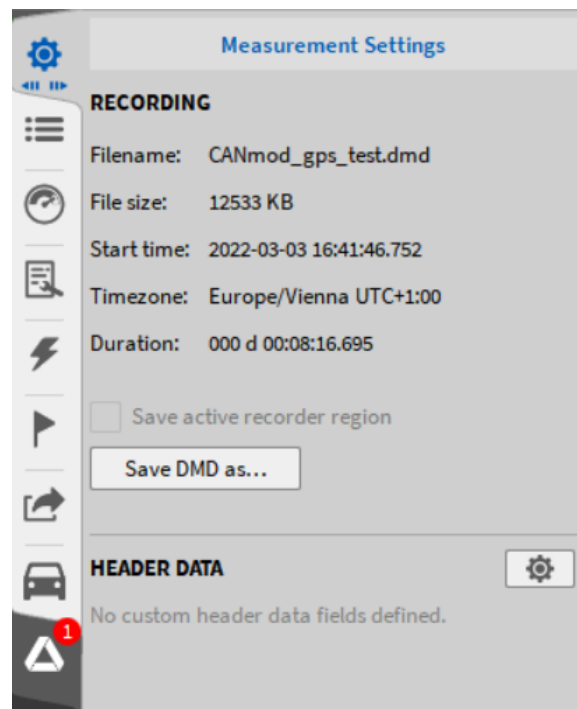 Measurement Settings
RECORDING
Filename: CANmod_gps_test.dmd
File size: 12533 KB
Start time: 2022-03-03 16:41:46.752
Timezone: Europe/Vienna UTC+1:00
Duration: 000 d 00:08:16.695
Save active recorder region
Save DMD as...
HEADER DATA
No custom header data fields defined.
1